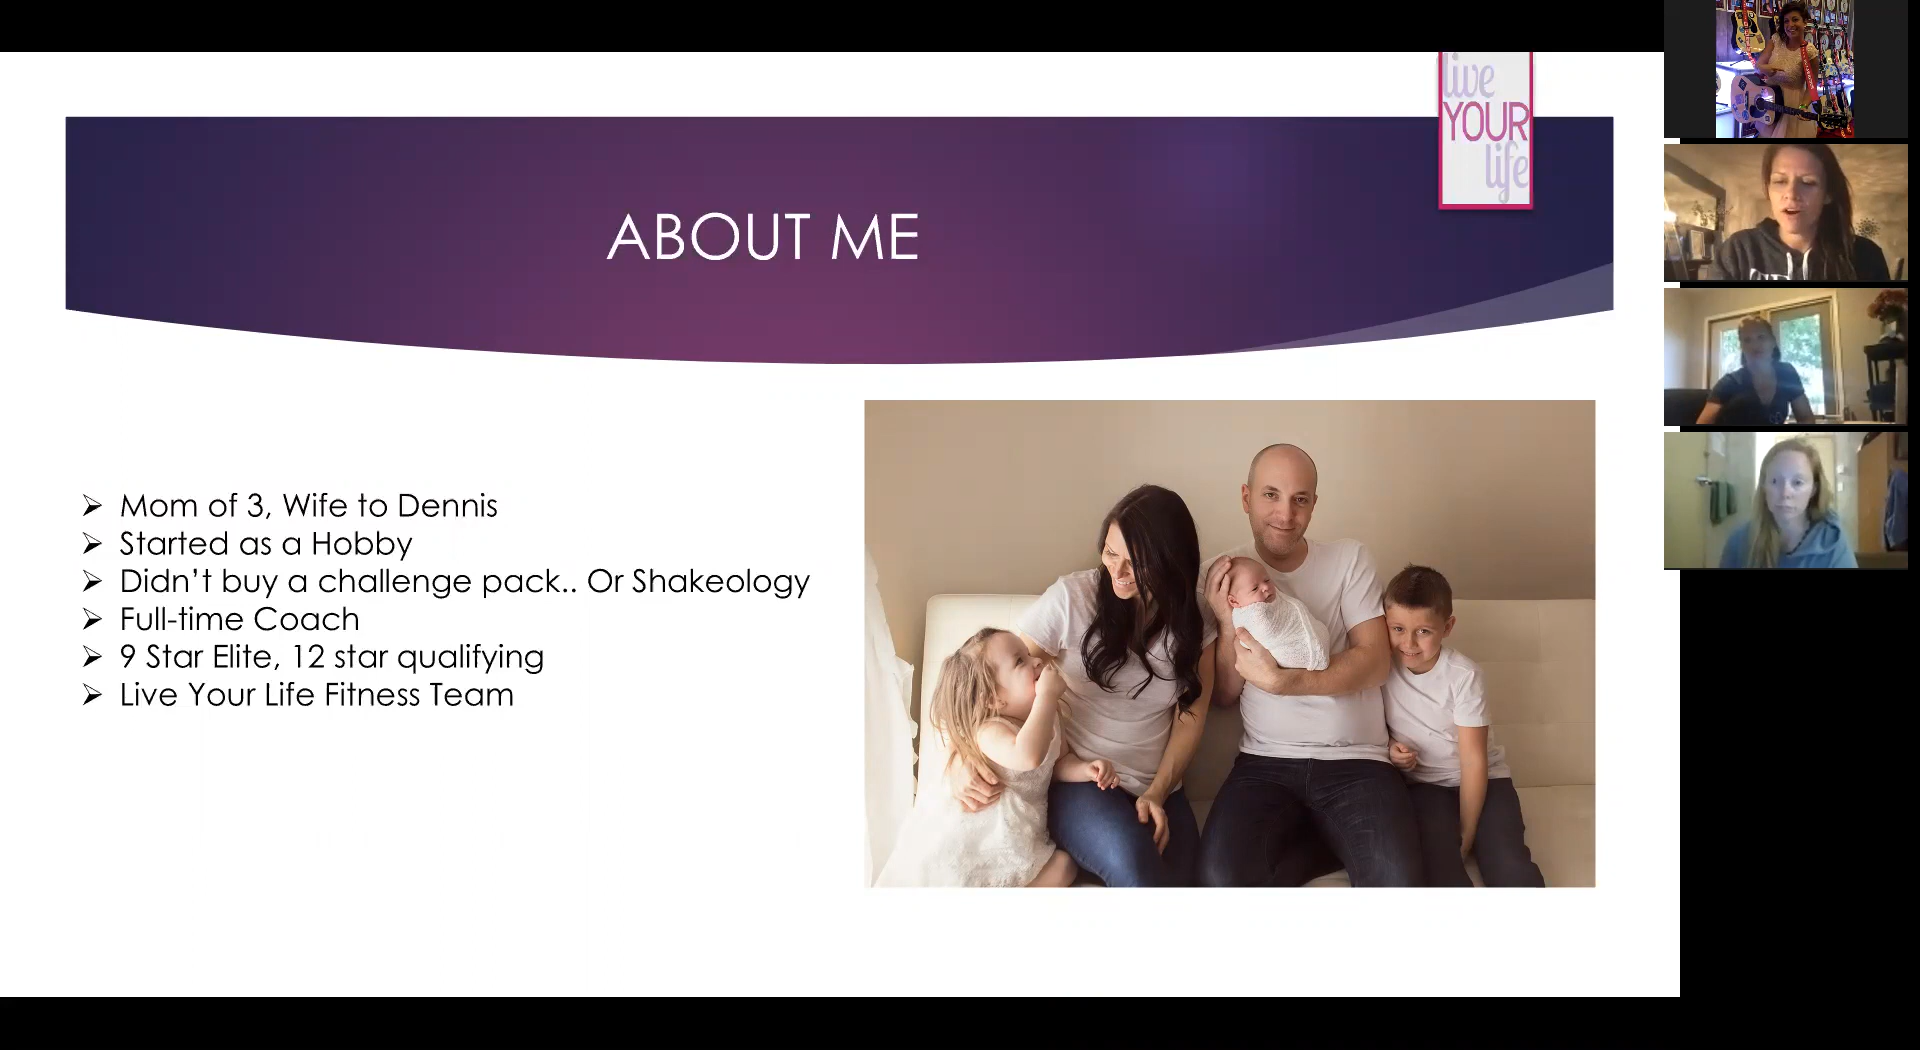 live
YOUR
life
ABOUT ME
Mom of 3, Wife to Dennis
Started as a Hobby
Didn't buy a challenge pack.. Or Shakeology
Full-time Coach
9 Star Elite, 12 star qualifying
Live Your Life Fitness Team